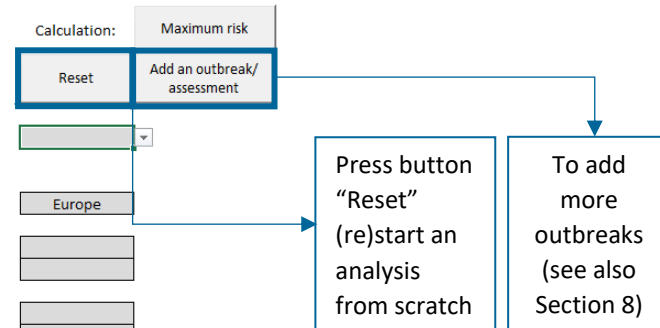 Calculation: Maximum risk
Reset
Add an outbreak/
assessment
Europe
Press button
“Reset”
(re)start an
analysis
from scratch
To add
more
outbreaks
(see also
Section 8)